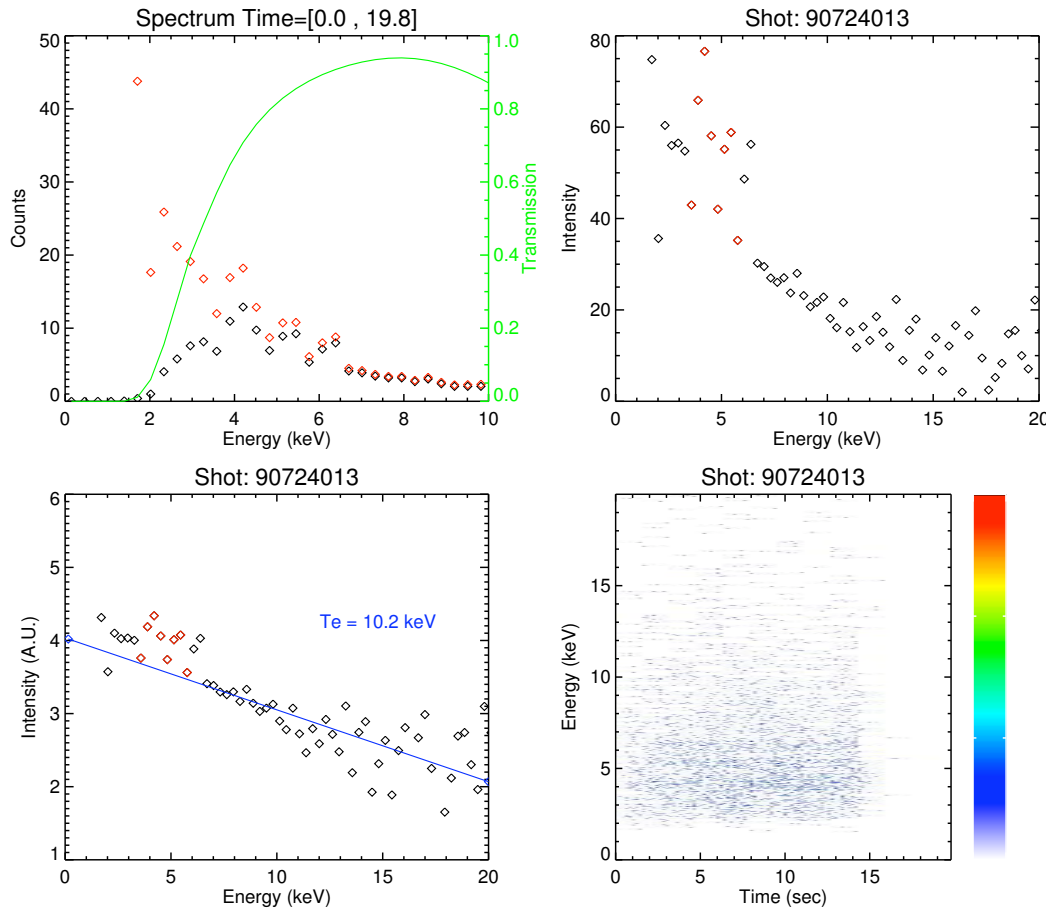 Spectrum Time=[0.0 , 19.8]
50
40
30
20
10
0
Counts
1.0
0.8
0.6
0.4
0.2
0.0
Transmission
0 2 4 6 8 10
Energy (keV)
Shot: 90724013
80
60
40
20
0
Intensity
0 5 10 15 20
Energy (keV)
Shot: 90724013
6
5
4
3
2
1
Intensity (A.U.)
Te = 10.2 keV
0 5 10 15 20
Energy (keV)
Shot: 90724013
15
10
5
0
Energy (keV)
0 5 10 15
Time (sec)